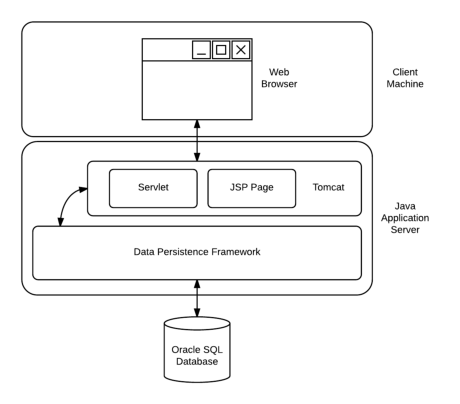 Web
Browser
Client
Machine
Servlet
JSP Page
Tomcat
Java
Application
Server
Data Persistence Framework
Oracle SQL
Database